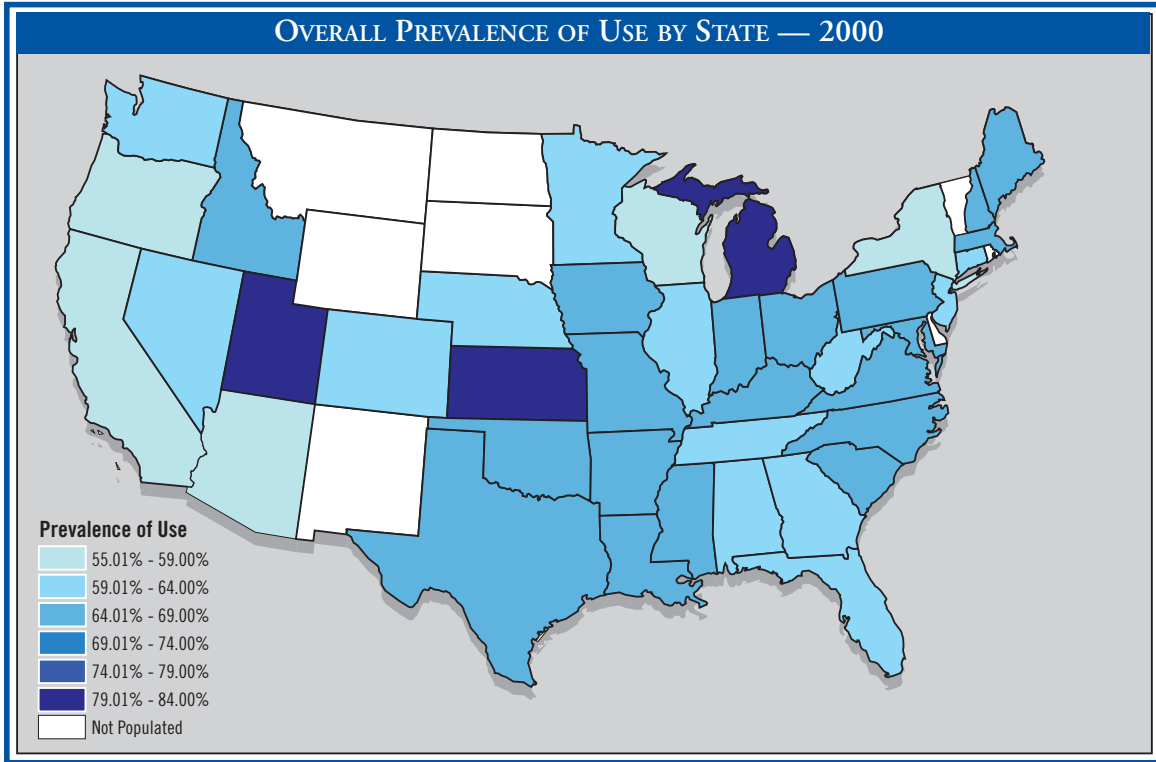 OVERALL PREVALENCE OF USE BY STATE — 2000
Prevalence of Use
55.01% - 59.00%
59.01% - 64.00%
64.01% - 69.00%
69.01% - 74.00%
74.01% - 79.00%
79.01% - 84.00%
Not Populated